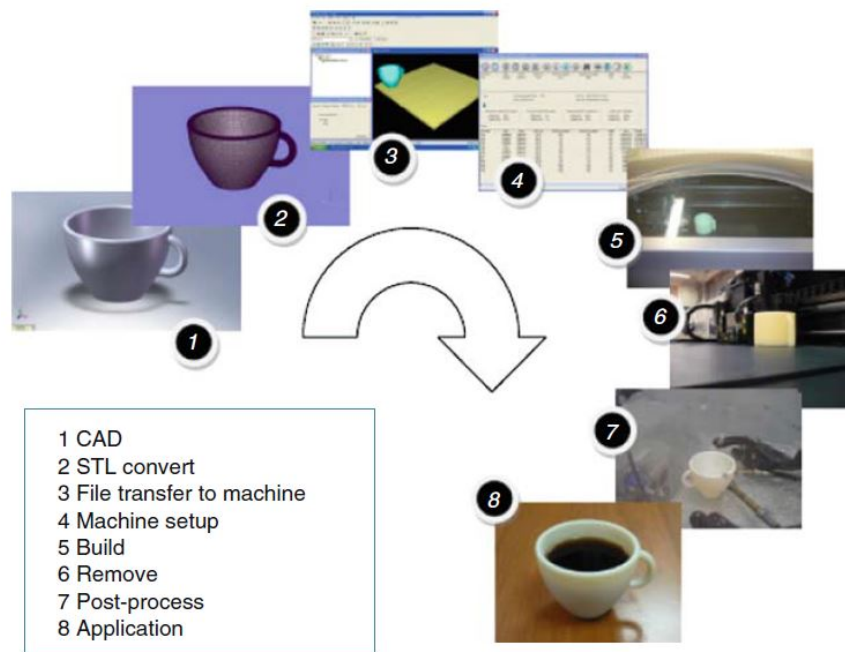 3
4
2
5
1
6
7
8
1 CAD
2 STL convert
3 File transfer to machine
4 Machine setup
5 Build
6 Remove
7 Post-process
8 Application